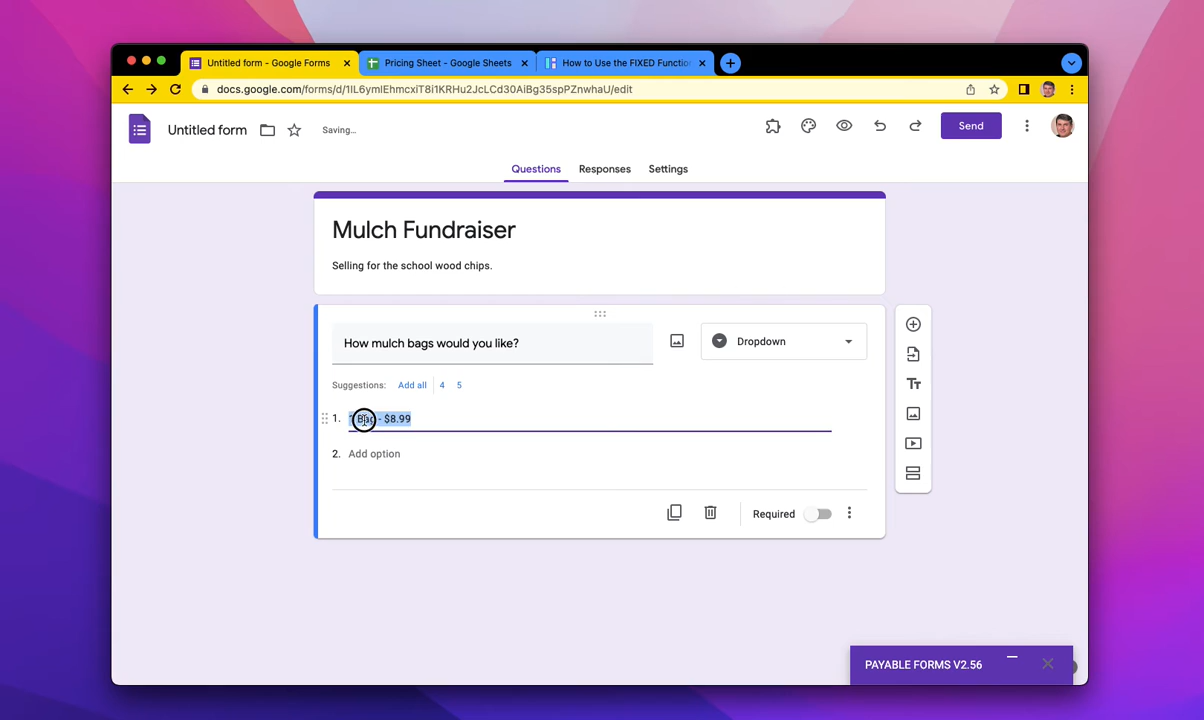 Untitled form - Google Forms
Pricing Sheet - Google Sheets
How to Use the FIXED Functio
docs.google.com/forms/d/1IL6ymIEhmcxiT8i1KRHu2JcLCd30AiBg35spPZnwhaU/edit
Untitled form
Saving...
Send
Questions
Responses
Settings
Mulch Fundraiser
Selling for the school wood chips.
How mulch bags would you like?
Dropdown
Suggestions: Add all 4 5
1. Bag - $8.99
2. Add option
Required
PAYABLE FORMS V2.56